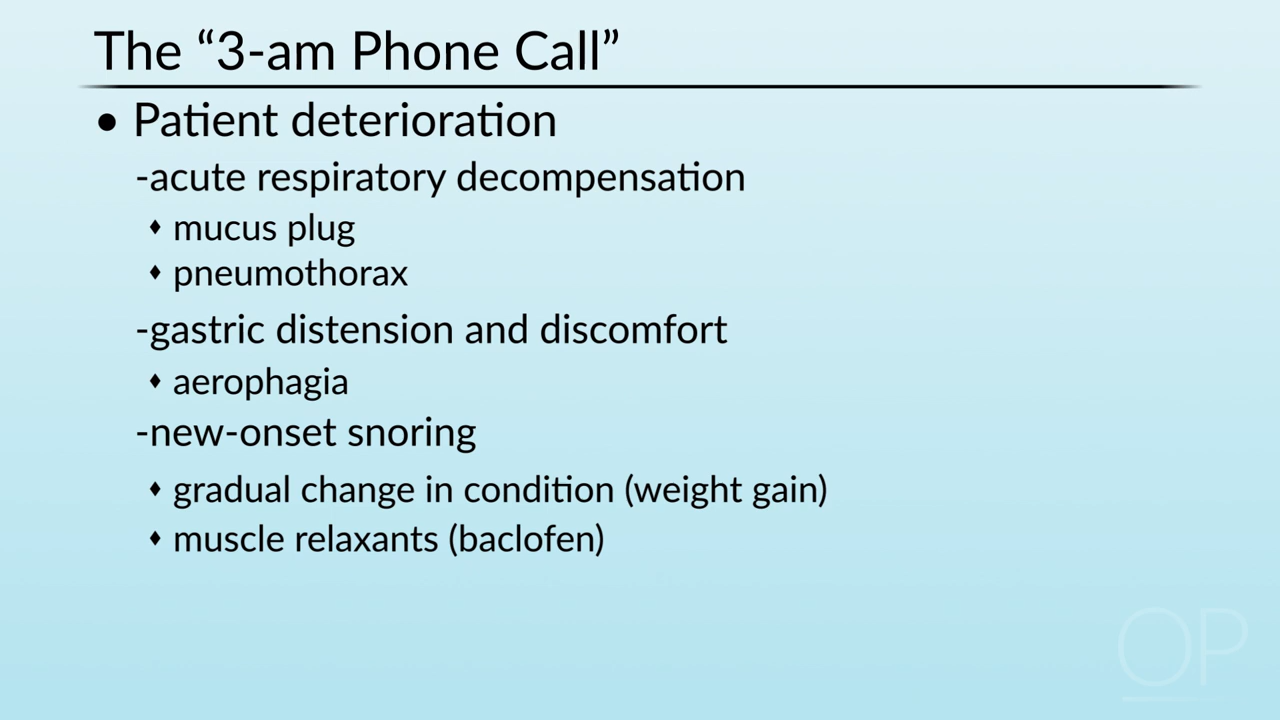 The “3-am Phone Call”
• Patient deterioration
-acute respiratory decompensation
♦ mucus plug
♦ pneumothorax
-gastric distension and discomfort
♦ aerophagia
-new-onset snoring
♦ gradual change in condition (weight gain)
♦ muscle relaxants (baclofen)
OP